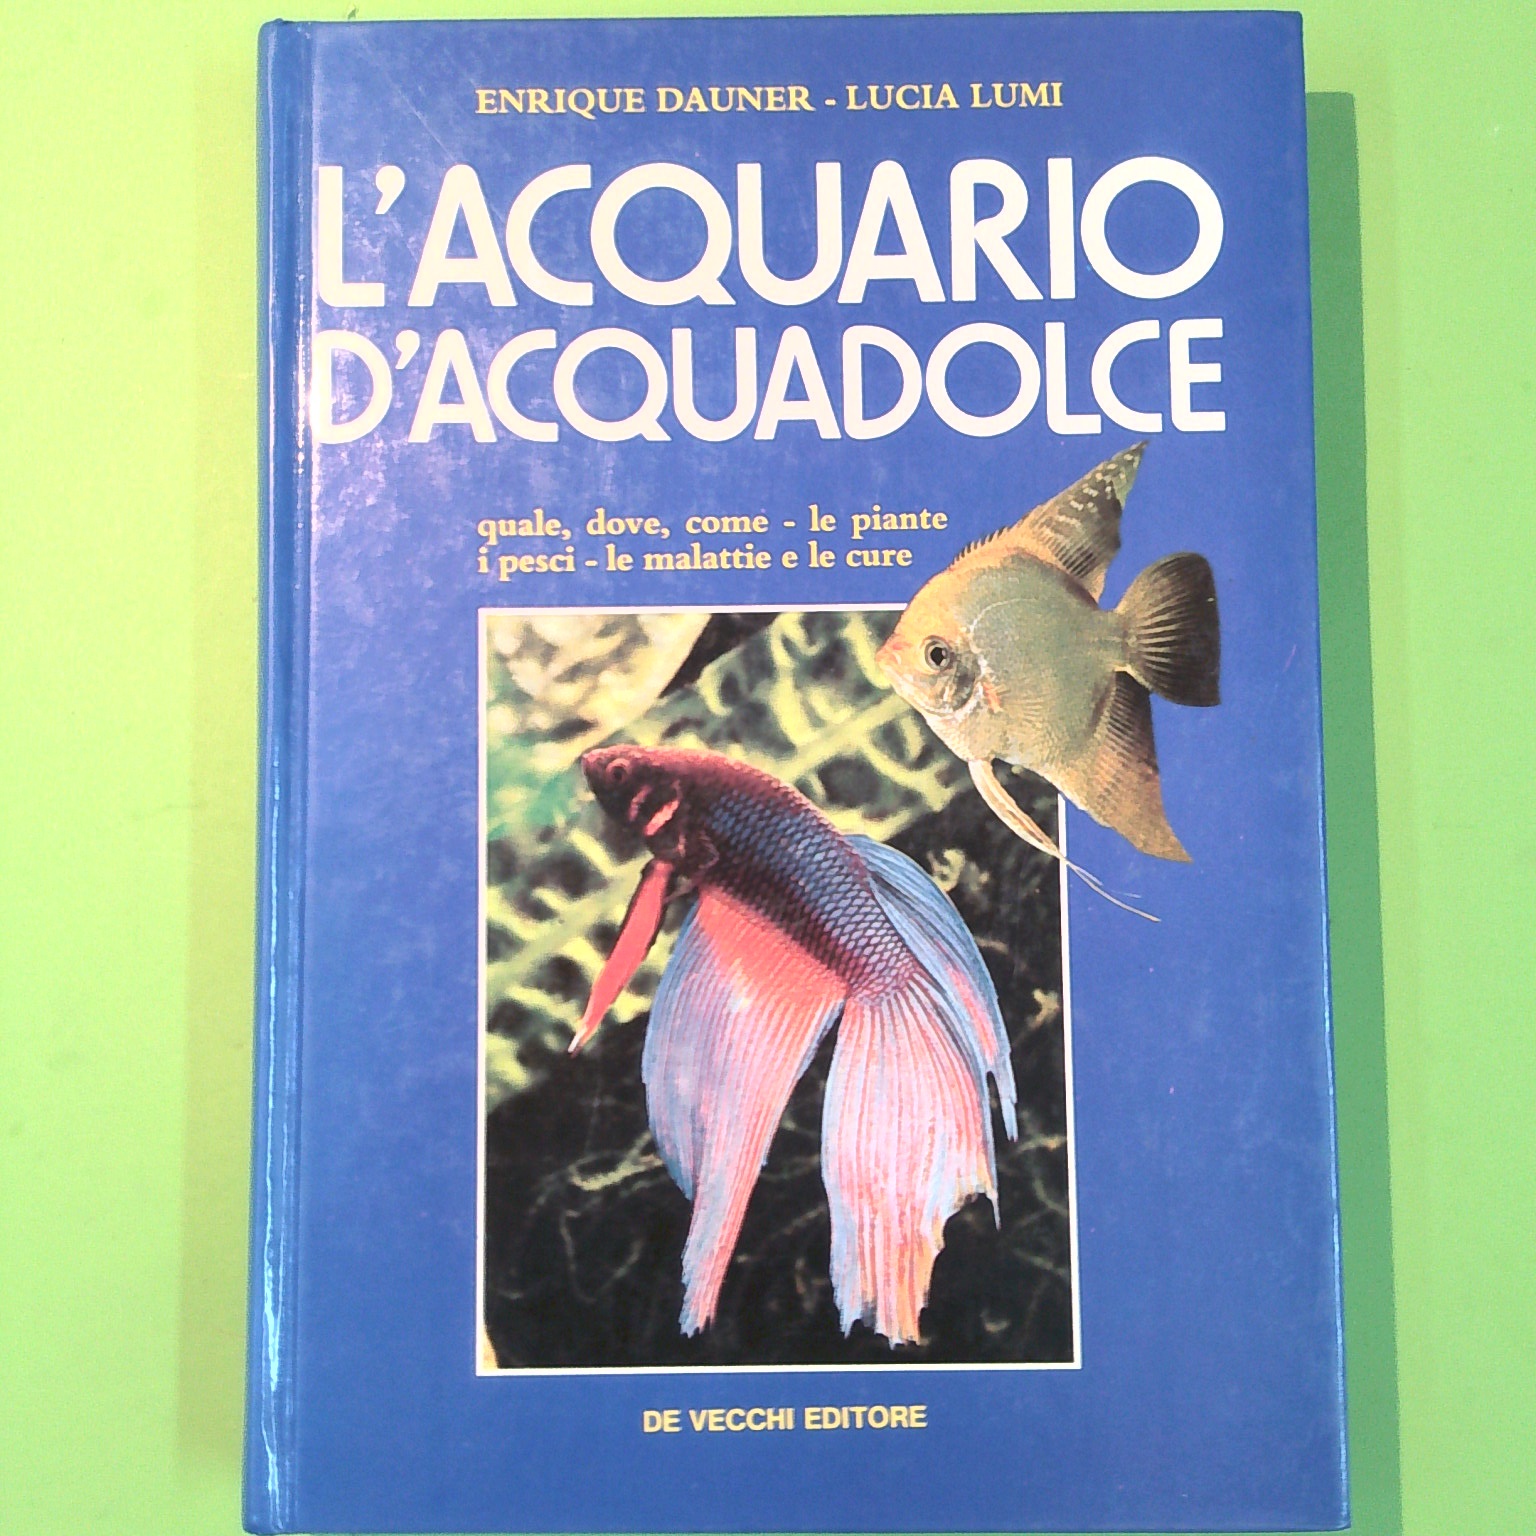 ENRIQUE DAUNER - LUCIA LUMI
L'ACQUARIO
D'ACQUADOLCE
quale, dove, come - le piante
i pesci - le malattie e le cure
DE VECCHI EDITORE